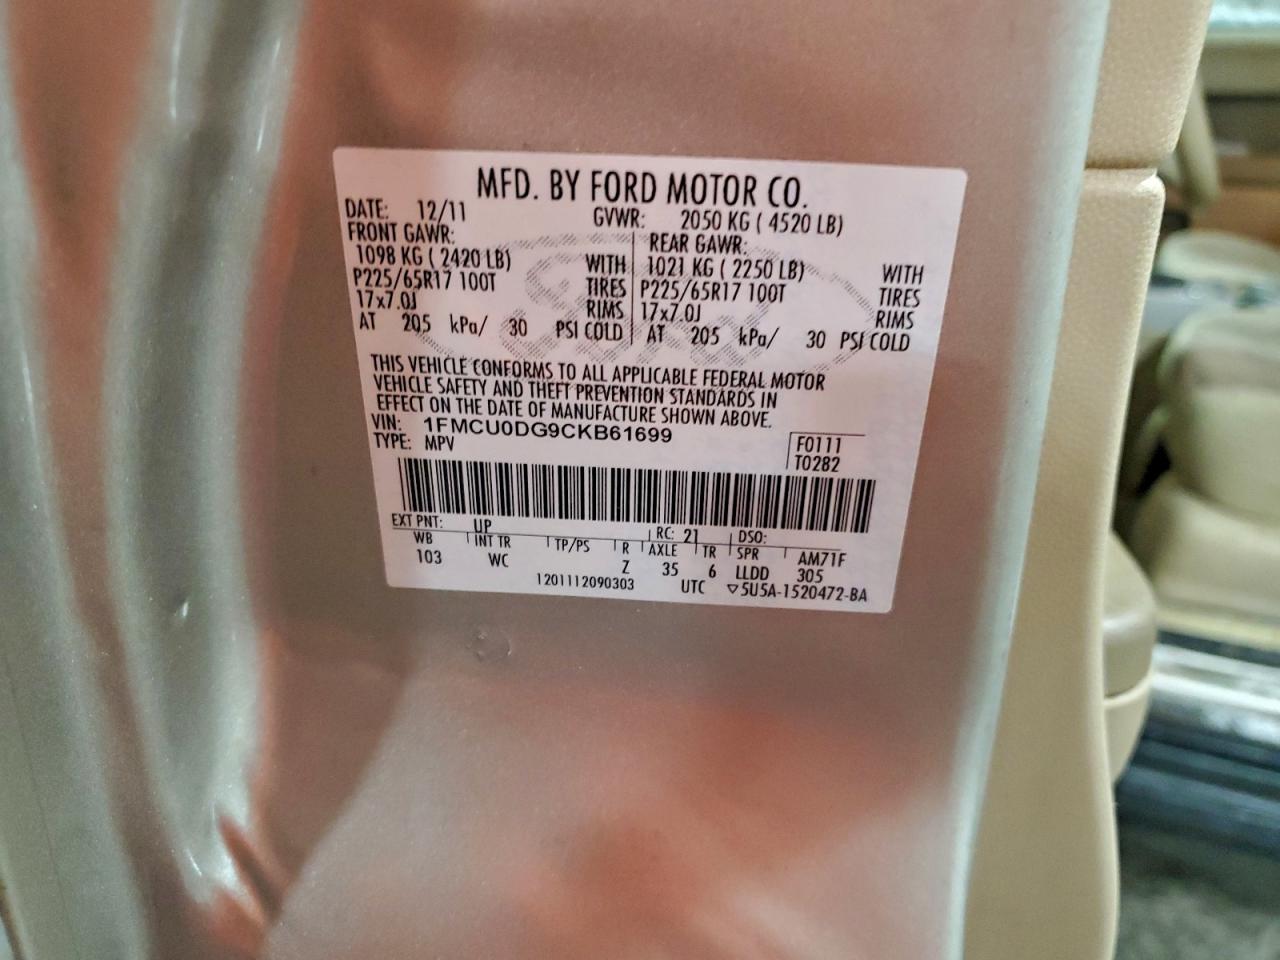 MFD. BY FORD MOTOR CO.
DATE: 12/11 GVWR: 2050 KG ( 4520 LB)
FRONT GAWR: REAR GAWR:
1098 KG ( 2420 LB) WITH 1021 KG ( 2250 LB) WITH
P225/65R17 100T TIRES P225/65R17 100T TIRES
17x7.0J RIMS 17x7.0J RIMS
AT 205 kPa/ 30 PSI COLD AT 205 kPa/ 30 PSI COLD
THIS VEHICLE CONFORMS TO ALL APPLICABLE FEDERAL MOTOR
VEHICLE SAFETY AND THEFT PREVENTION STANDARDS IN
EFFECT ON THE DATE OF MANUFACTURE SHOWN ABOVE.
VIN: 1FMCU0DG9CKB61699
TYPE: MPV
F0111
T0282
EXT PNT: UP RC: 21 DSO:
WB INT TR TP/PS R AXLE TR SPR AM71F
103 WC Z 35 6 LLDD 305
1201112090303 UTC ▽5U5A-1520472-BA